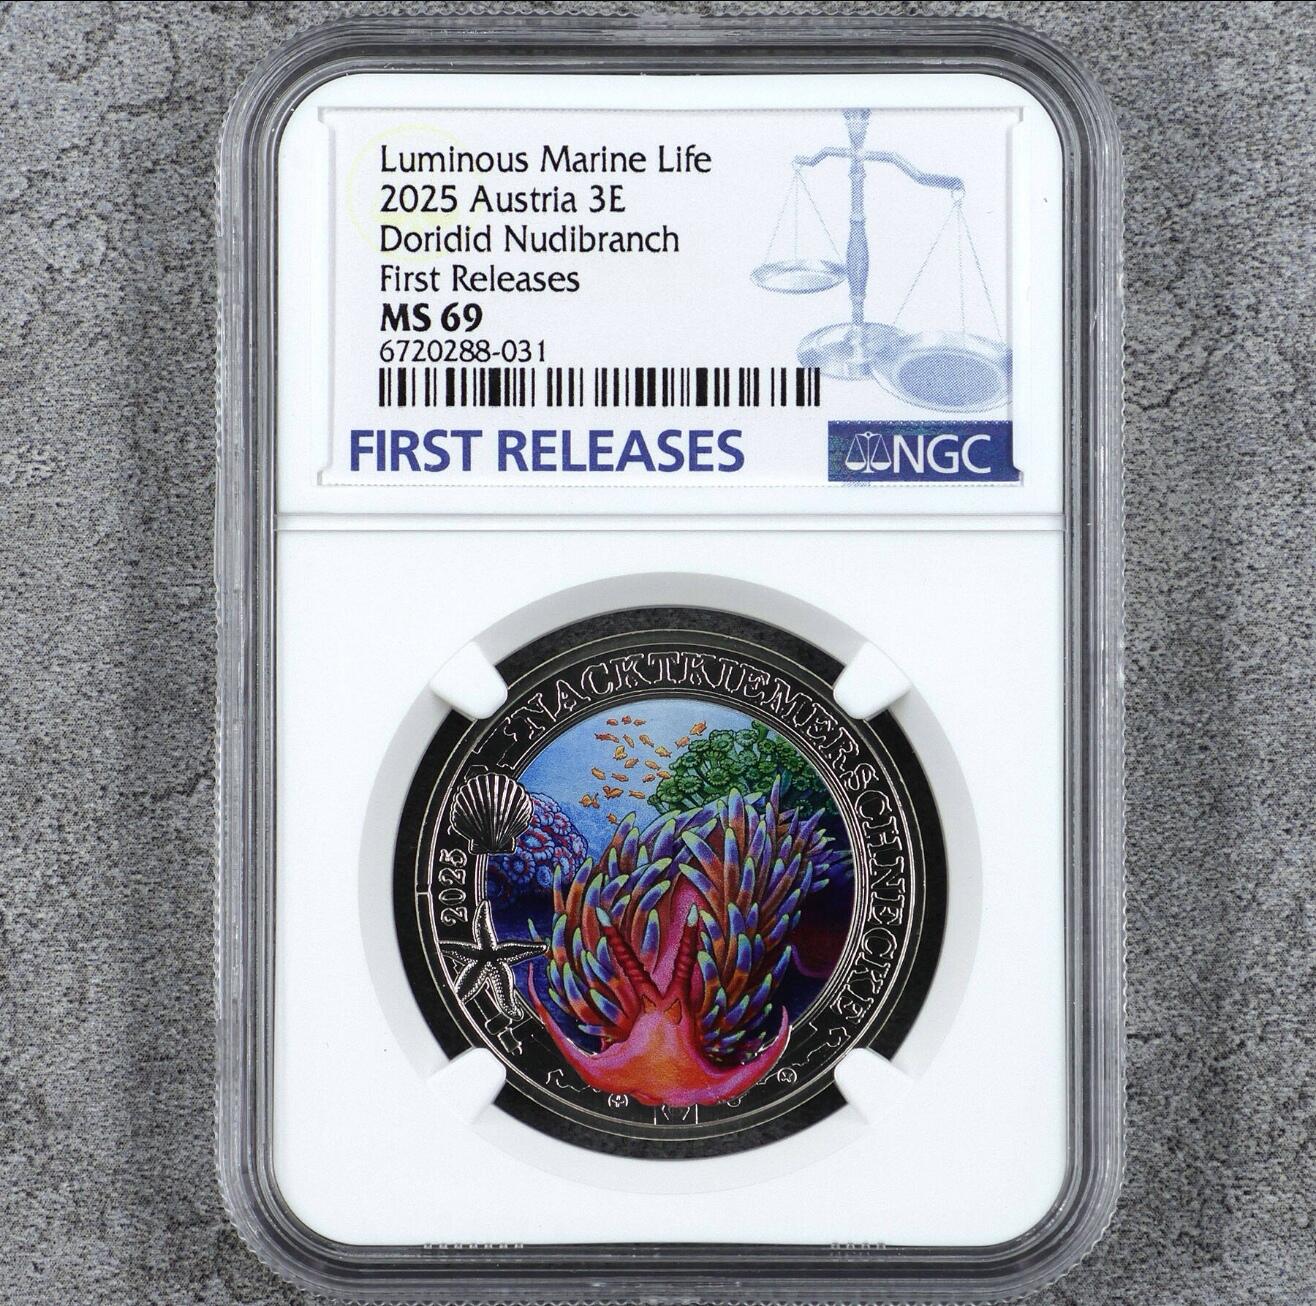 Luminous Marine Life
2025 Austria 3E
Doridid Nudibranch
First Releases
MS 69
6720288-031
FIRST RELEASES
NGC
NACKTKIEMERSCHNECKE
2025